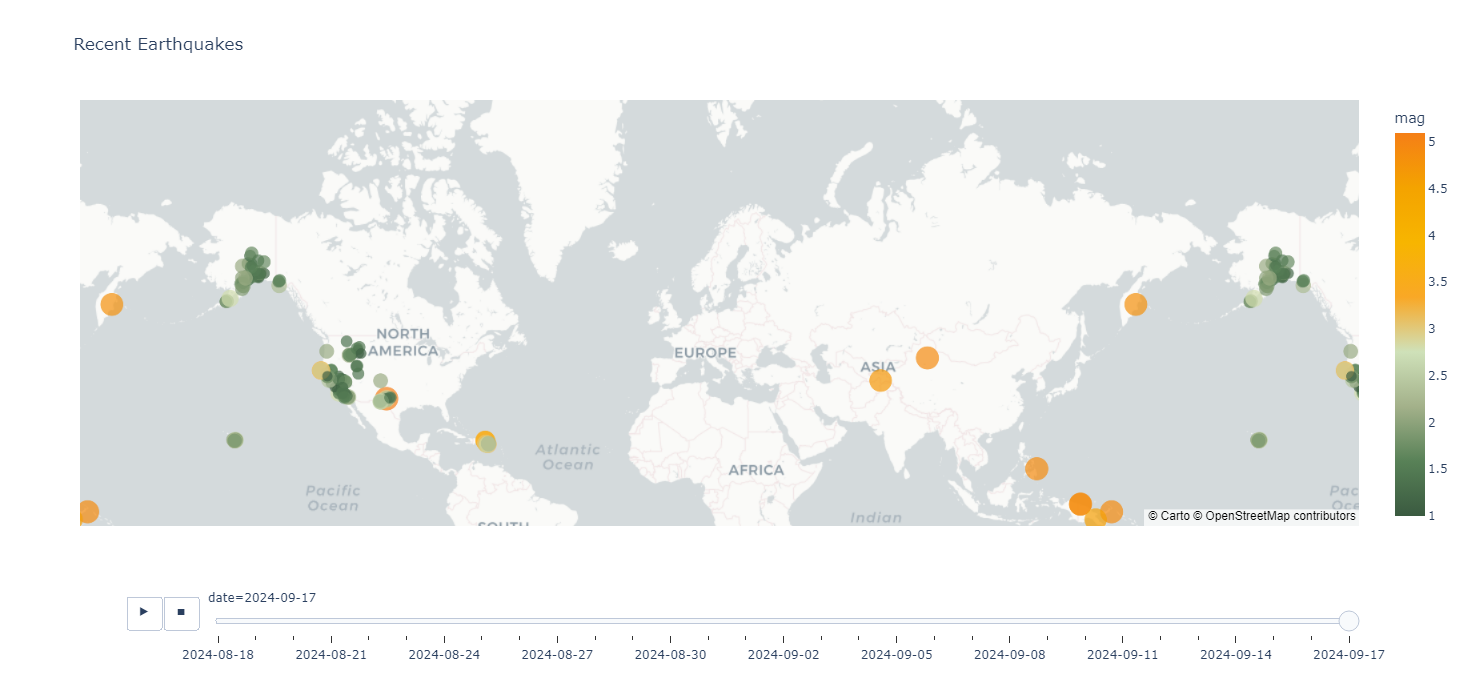 Recent Earthquakes
mag
5
4.5
4
3.5
3
2.5
2
1.5
1
NORTH
AMERICA
EUROPE
ASIA
Atlantic
Ocean
AFRICA
Pacific
Ocean
SOUTH
Indian
Pac
Oce
© Carto © OpenStreetMap contributors
▶ ■
date=2024-09-17
2024-08-18 2024-08-21 2024-08-24 2024-08-27 2024-08-30 2024-09-02 2024-09-05 2024-09-08 2024-09-11 2024-09-14 2024-09-17